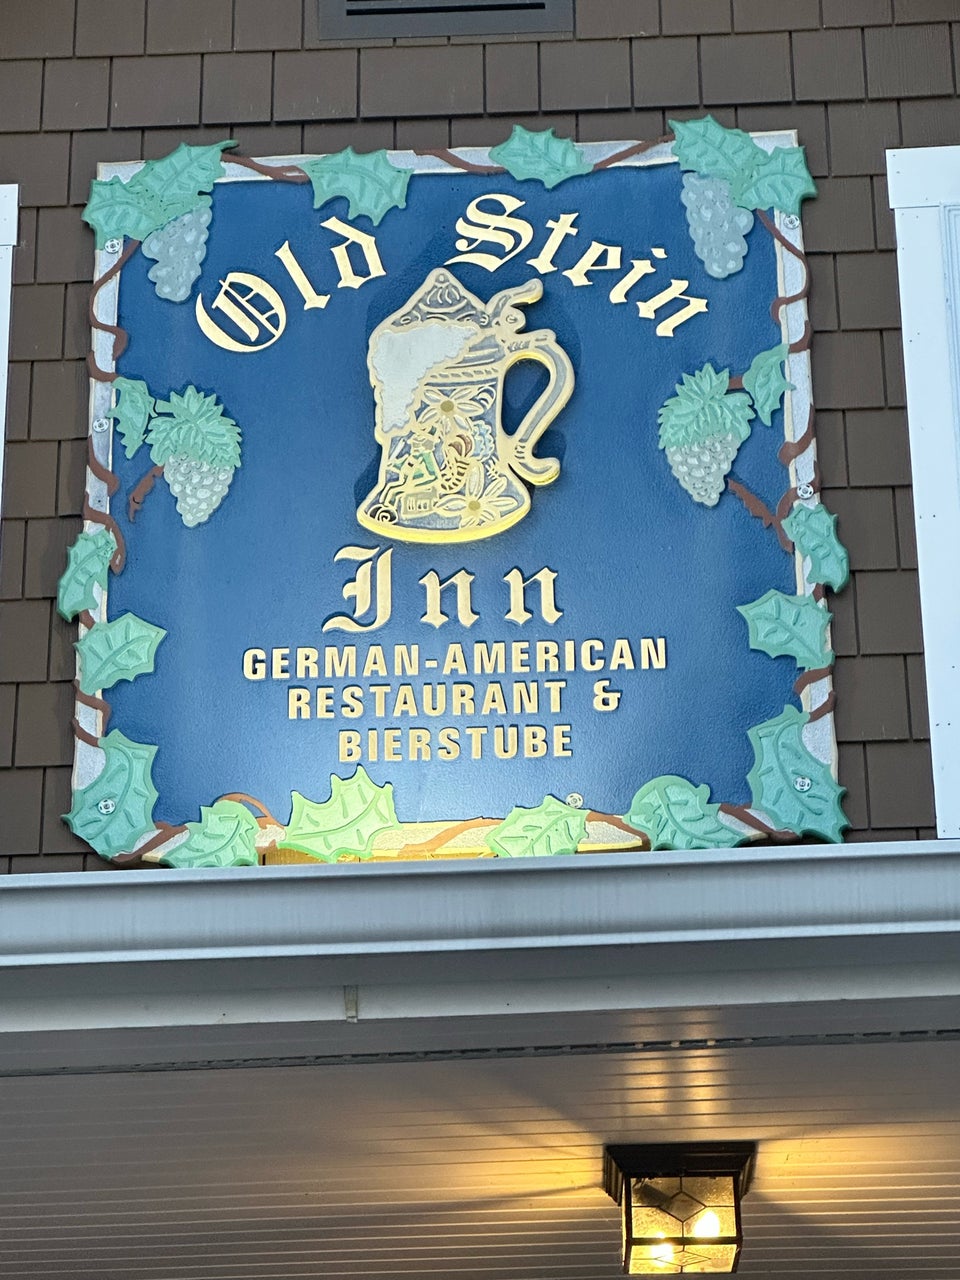 Old Stein
Inn
GERMAN-AMERICAN
RESTAURANT &
BIERSTUBE